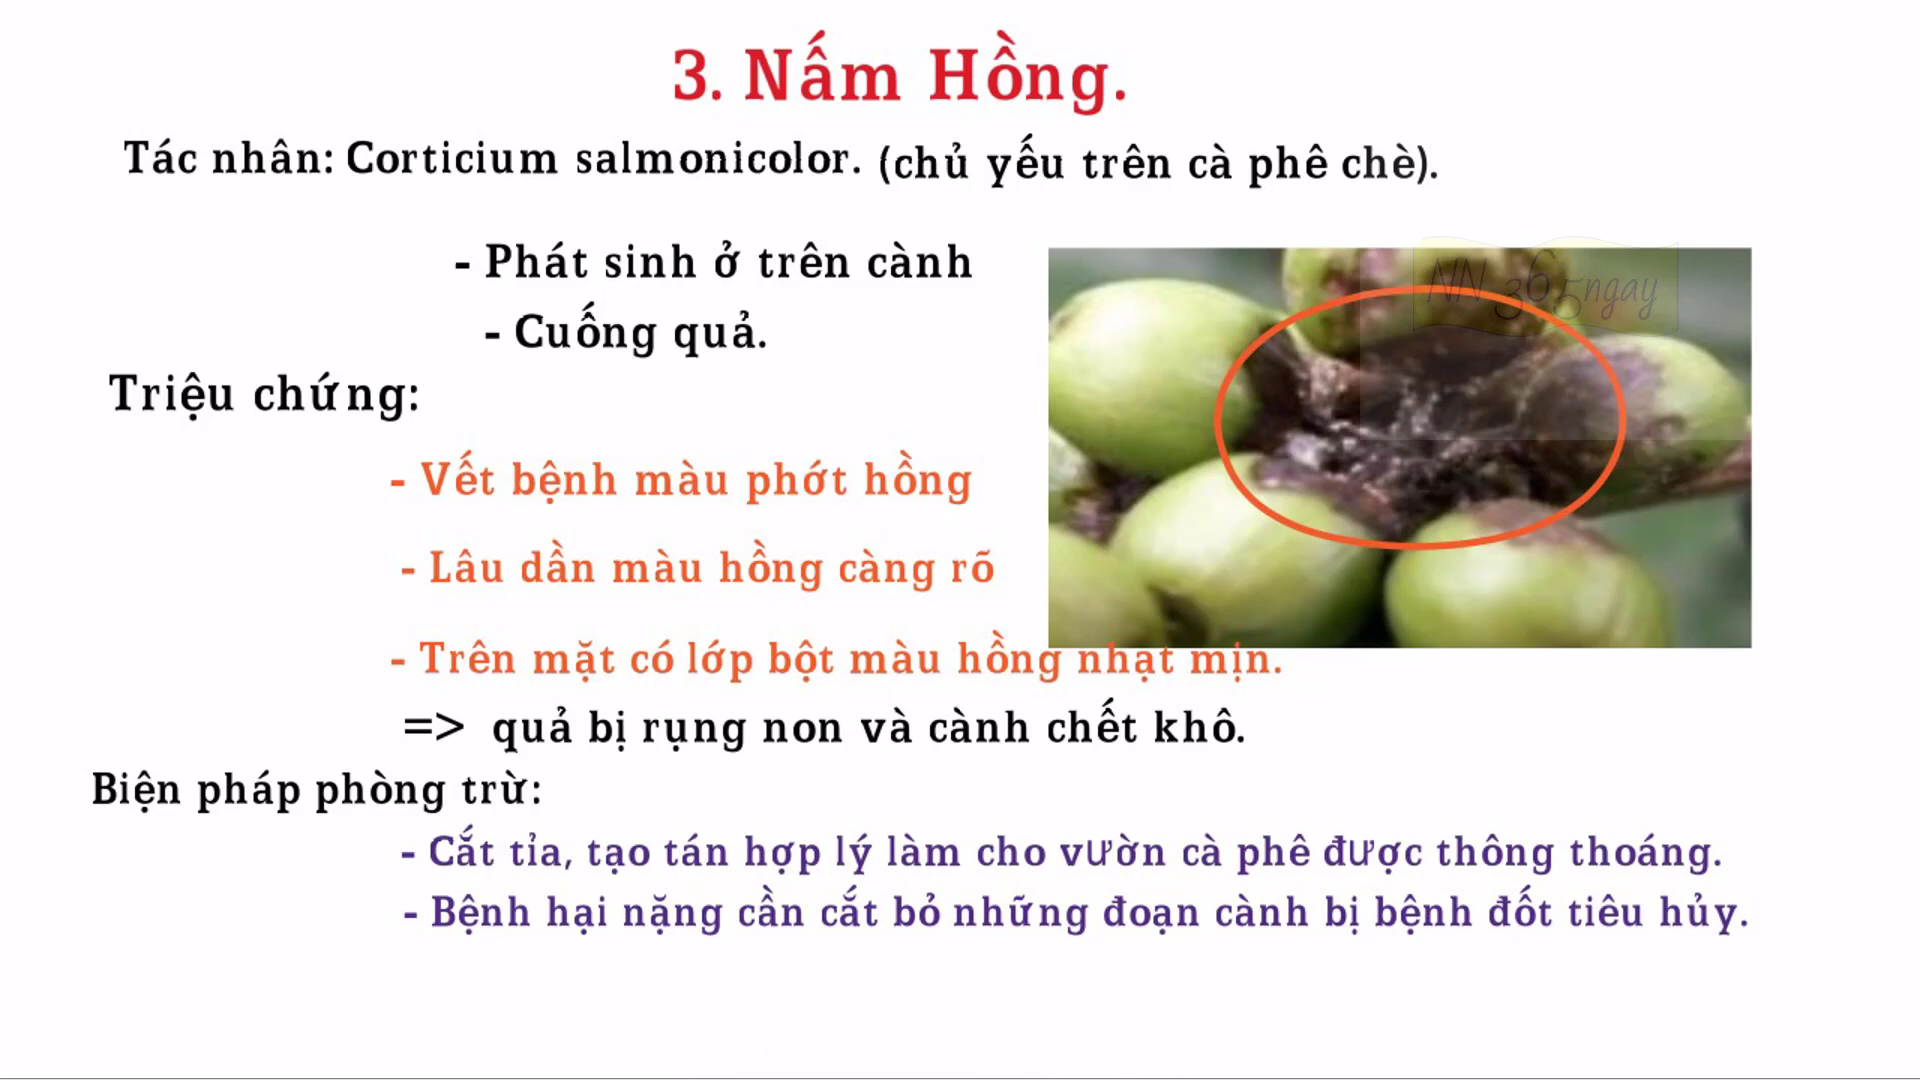 3. Nấm Hồng.
Tác nhân: Corticium salmonicolor. (chủ yếu trên cà phê chè).
- Phát sinh ở trên cành
- Cuống quả.
NN 365ngay
Triệu chứng:
- Vết bệnh màu phớt hồng
- Lâu dần màu hồng càng rõ
- Trên mặt có lớp bột màu hồng nhạt mịn.
=> quả bị rụng non và cành chết khô.
Biện pháp phòng trừ:
- Cắt tỉa, tạo tán hợp lý làm cho vườn cà phê được thông thoáng.
- Bệnh hại nặng cần cắt bỏ những đoạn cành bị bệnh đốt tiêu hủy.